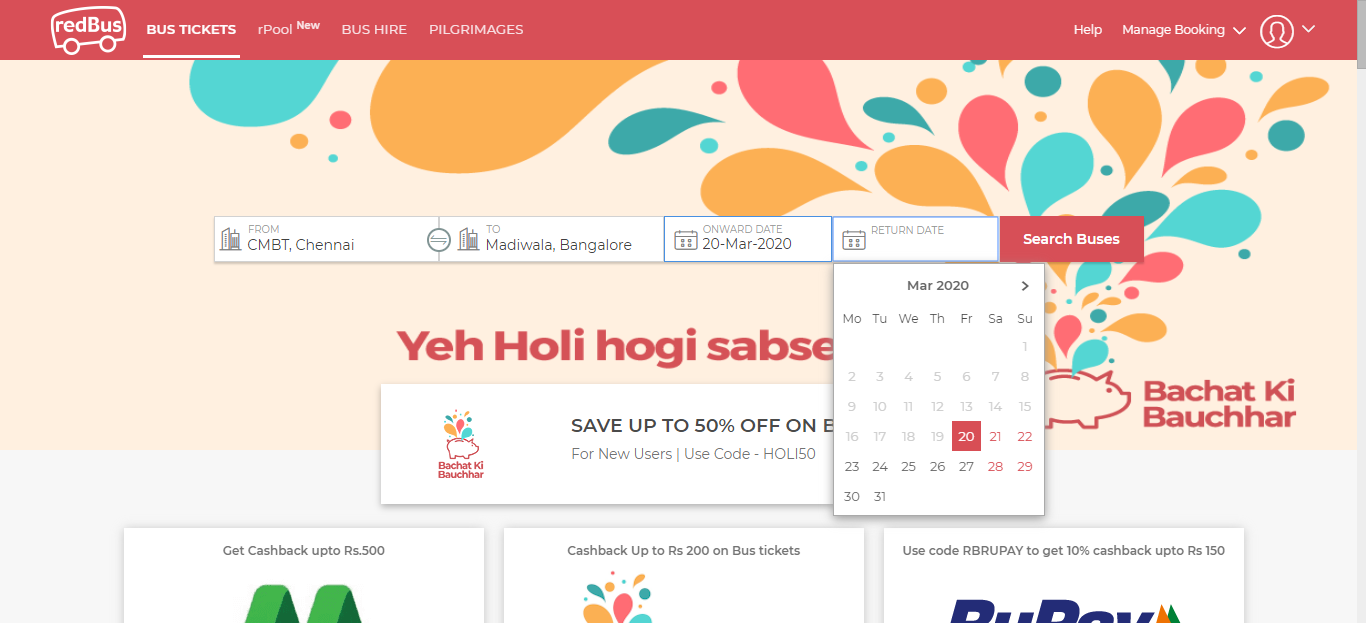 redBus BUS TICKETS rPool New BUS HIRE PILGRIMAGES Help Manage Booking
FROM
CMBT, Chennai
TO
Madiwala, Bangalore
ONWARD DATE
20-Mar-2020
RETURN DATE
Search Buses
Mar 2020 >
Mo Tu We Th Fr Sa Su
1
2 3 4 5 6 7 8
9 10 11 12 13 14 15
16 17 18 19 20 21 22
23 24 25 26 27 28 29
30 31
Yeh Holi hogi sabse
Bachat Ki
Bauchhar
Bachat Ki
Bauchhar
SAVE UP TO 50% OFF ON
For New Users | Use Code - HOLI50
Get Cashback upto Rs.500
Cashback Up to Rs 200 on Bus tickets
Use code RBRUPAY to get 10% cashback upto Rs 150
RuPay